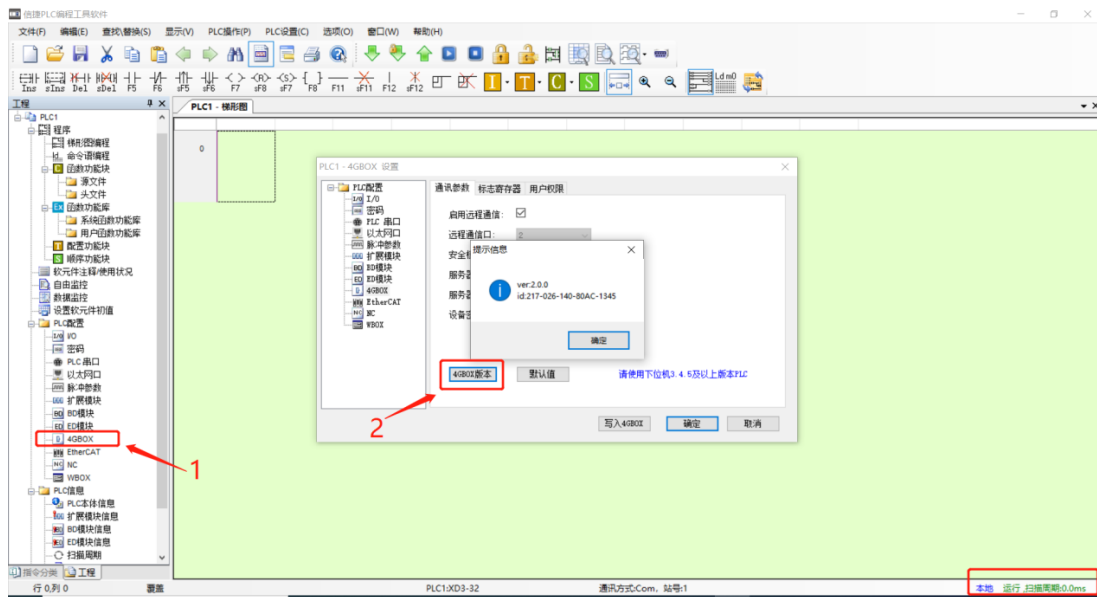 信捷PLC编程工具软件
文件(F) 编辑(E) 查找\替换(S) 显示(V) PLC操作(P) PLC设置(C) 选项(O) 窗口(W) 帮助(H)
Ins sIns Del sDel F5 F6 sF5 sF6 F7 sF8 sF7 F8 F11 sF11 F12 sF12
I T C S Ld m0
工程
PLC1 - 梯形图
PLC1
程序
梯形图编程
命令语编程
函数功能块
源文件
头文件
函数功能库
系统函数功能库
用户函数功能库
配置功能块
顺序功能块
软元件注释/使用状况
自由监控
数据监控
设置软元件初值
PLC配置
I/O
密码
PLC 串口
以太网口
脉冲参数
扩展模块
BD模块
ED模块
4GBOX
EtherCAT
NC
WBOX
PLC信息
PLC本体信息
扩展模块信息
BD模块信息
ED模块信息
扫描周期
指令分类 工程
0
PLC1 - 4GBOX 设置
PLC配置
I/O
密码
PLC 串口
以太网口
脉冲参数
扩展模块
BD模块
ED模块
4GBOX
EtherCAT
NC
WBOX
通讯参数 标志寄存器 用户权限
启用远程通信:
远程通信口: 2
安全
服务
服务
设备
提示信息
ver:2.0.0
id:217-026-140-80AC-1345
确定
4GBOX版本 默认值 请使用下位机3.4.5及以上版本PLC
写入4GBOX 确定 取消
1
2
行 0,列 0 覆盖 PLC1:XD3-32 通讯方式:Com，站号:1 本地 运行 ,扫描周期:0.0ms